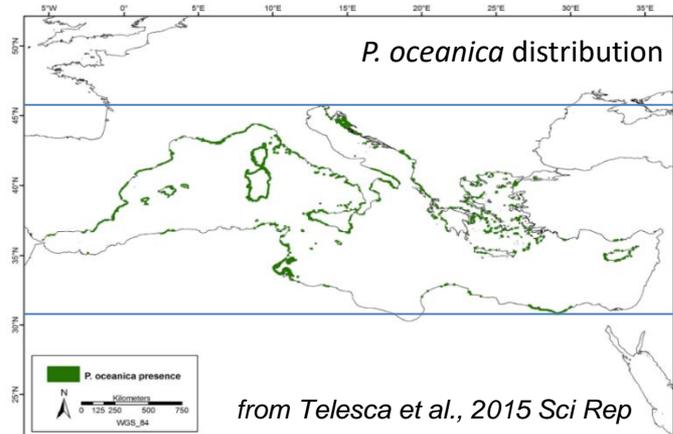 5°W 0° 5°E 10°E 15°E 20°E 25°E 30°E 35°E
P. oceanica distribution
50°N
45°N
40°N
35°N
30°N
25°N
P. oceanica presence
N
Kilometers
0 125 250 500 750
WGS_84
from Telesca et al., 2015 Sci Rep